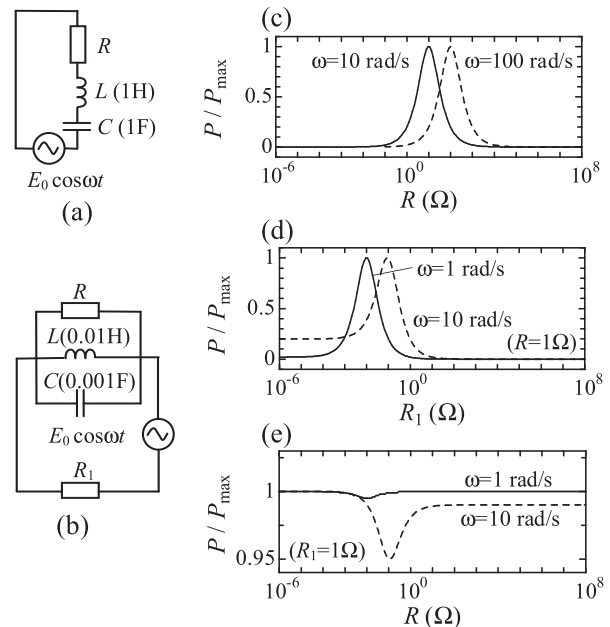 (a)
R
L (1H)
C (1F)
E₀ cosωt
(b)
R
L(0.01H)
C(0.001F)
E₀ cosωt
R₁
(c)
P / Pmax
1
0.5
0
ω=10 rad/s
ω=100 rad/s
10⁻⁶
10⁰
10⁸
R (Ω)
(d)
P / Pmax
1
0.5
0
ω=1 rad/s
ω=10 rad/s
(R=1Ω)
10⁻⁶
10⁰
10⁸
R₁ (Ω)
(e)
P / Pmax
1
0.95
ω=1 rad/s
ω=10 rad/s
(R₁=1Ω)
10⁻⁶
10⁰
10⁸
R (Ω)